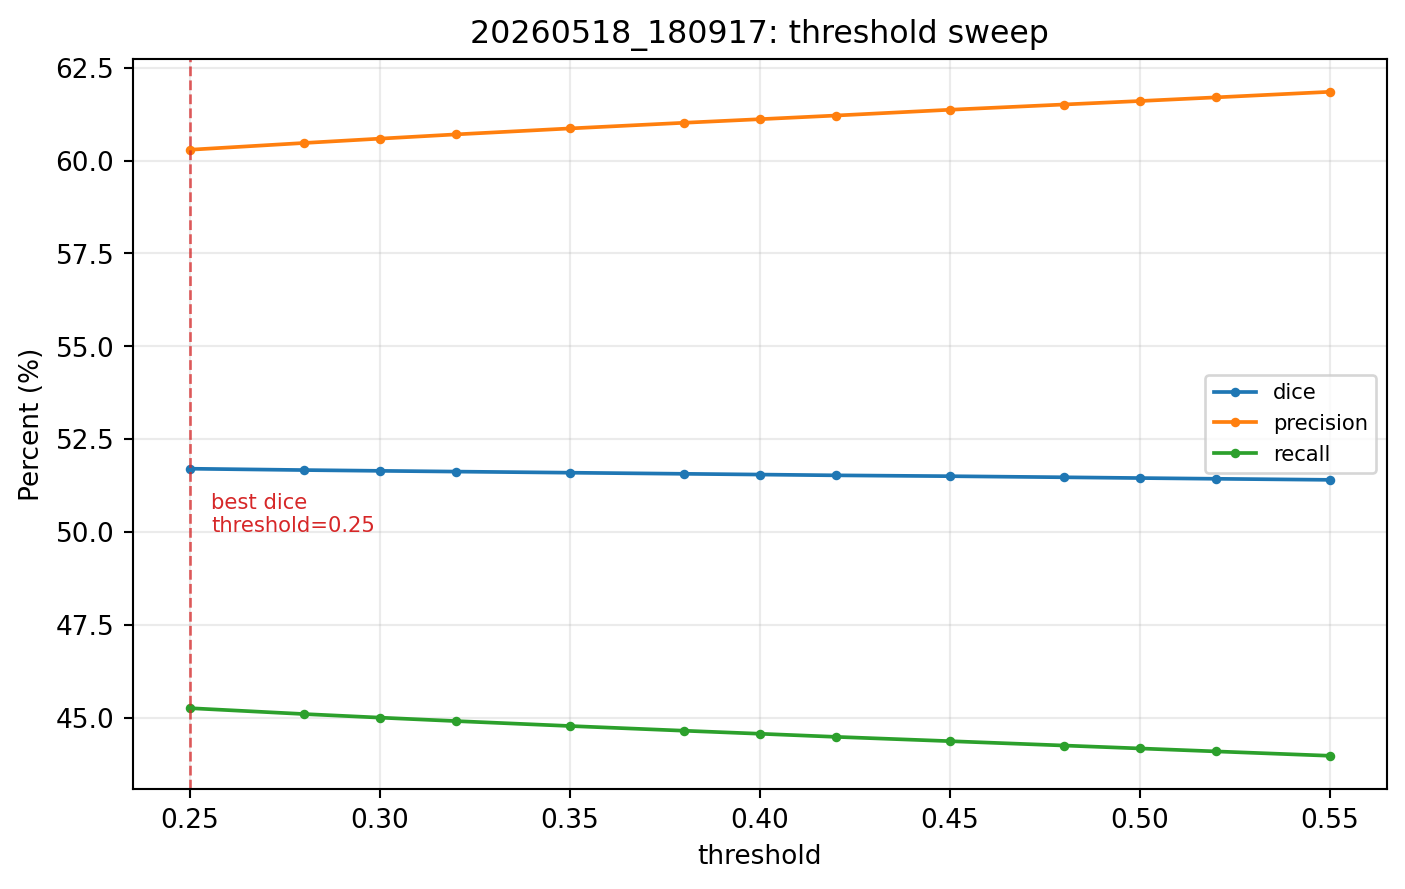 20260518_180917: threshold sweep
62.5
60.0
57.5
55.0
52.5
50.0
47.5
45.0
Percent (%)
dice
precision
recall
best dice
threshold=0.25
0.25 0.30 0.35 0.40 0.45 0.50 0.55
threshold